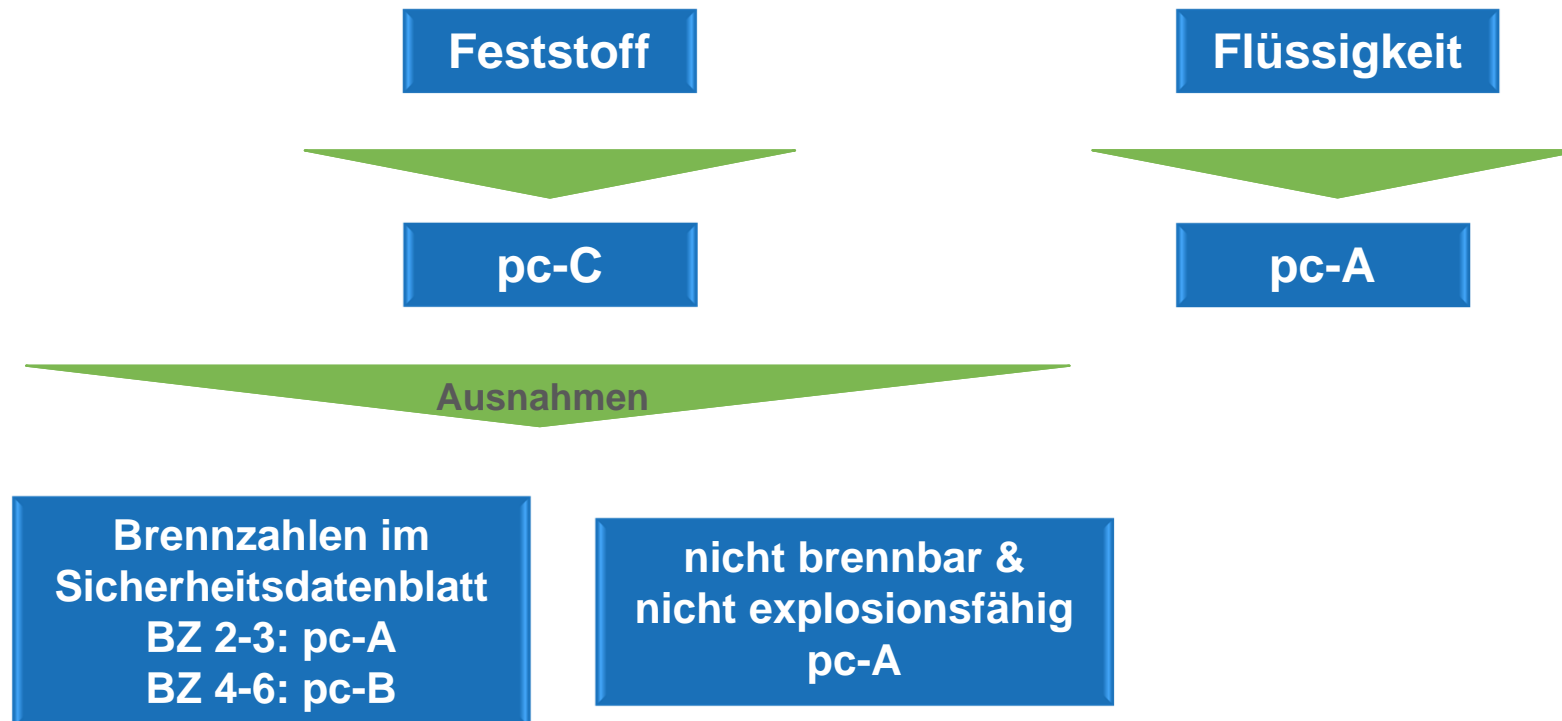 Feststoff
Flüssigkeit
pc-C
pc-A
Ausnahmen
Brennzahlen im
Sicherheitsdatenblatt
BZ 2-3: pc-A
BZ 4-6: pc-B
nicht brennbar &
nicht explosionsfähig
pc-A